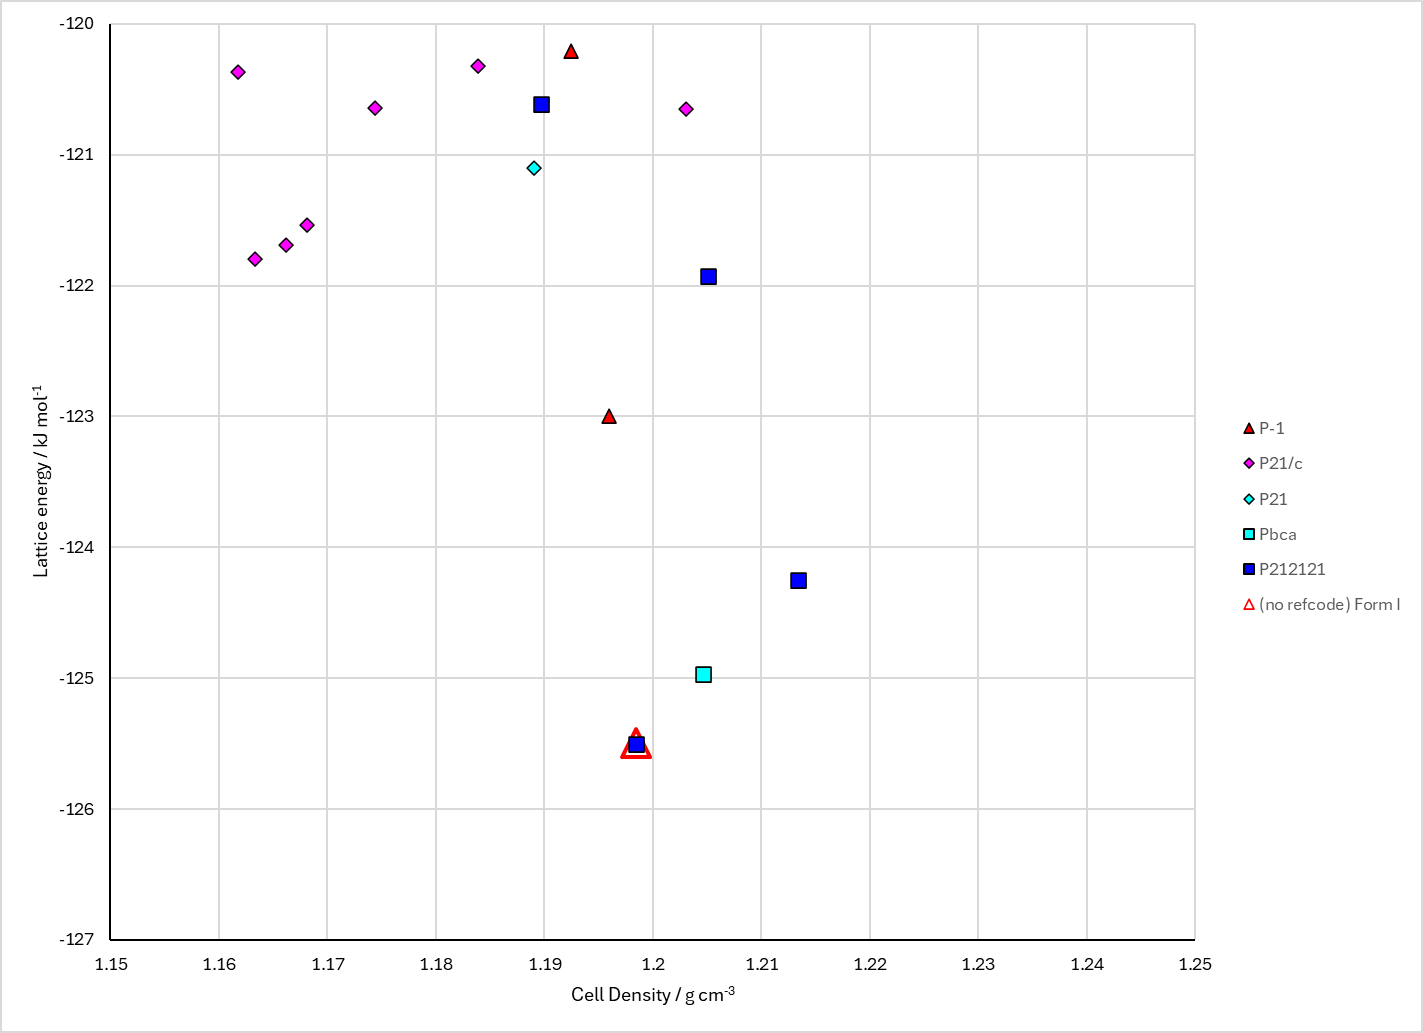 -120
-121
-122
-123
-124
-125
-126
-127
Lattice energy / kJ mol-1
1.15 1.16 1.17 1.18 1.19 1.2 1.21 1.22 1.23 1.24 1.25
Cell Density / g cm-3
P-1
P21/c
P21
Pbca
P212121
(no refcode) Form I